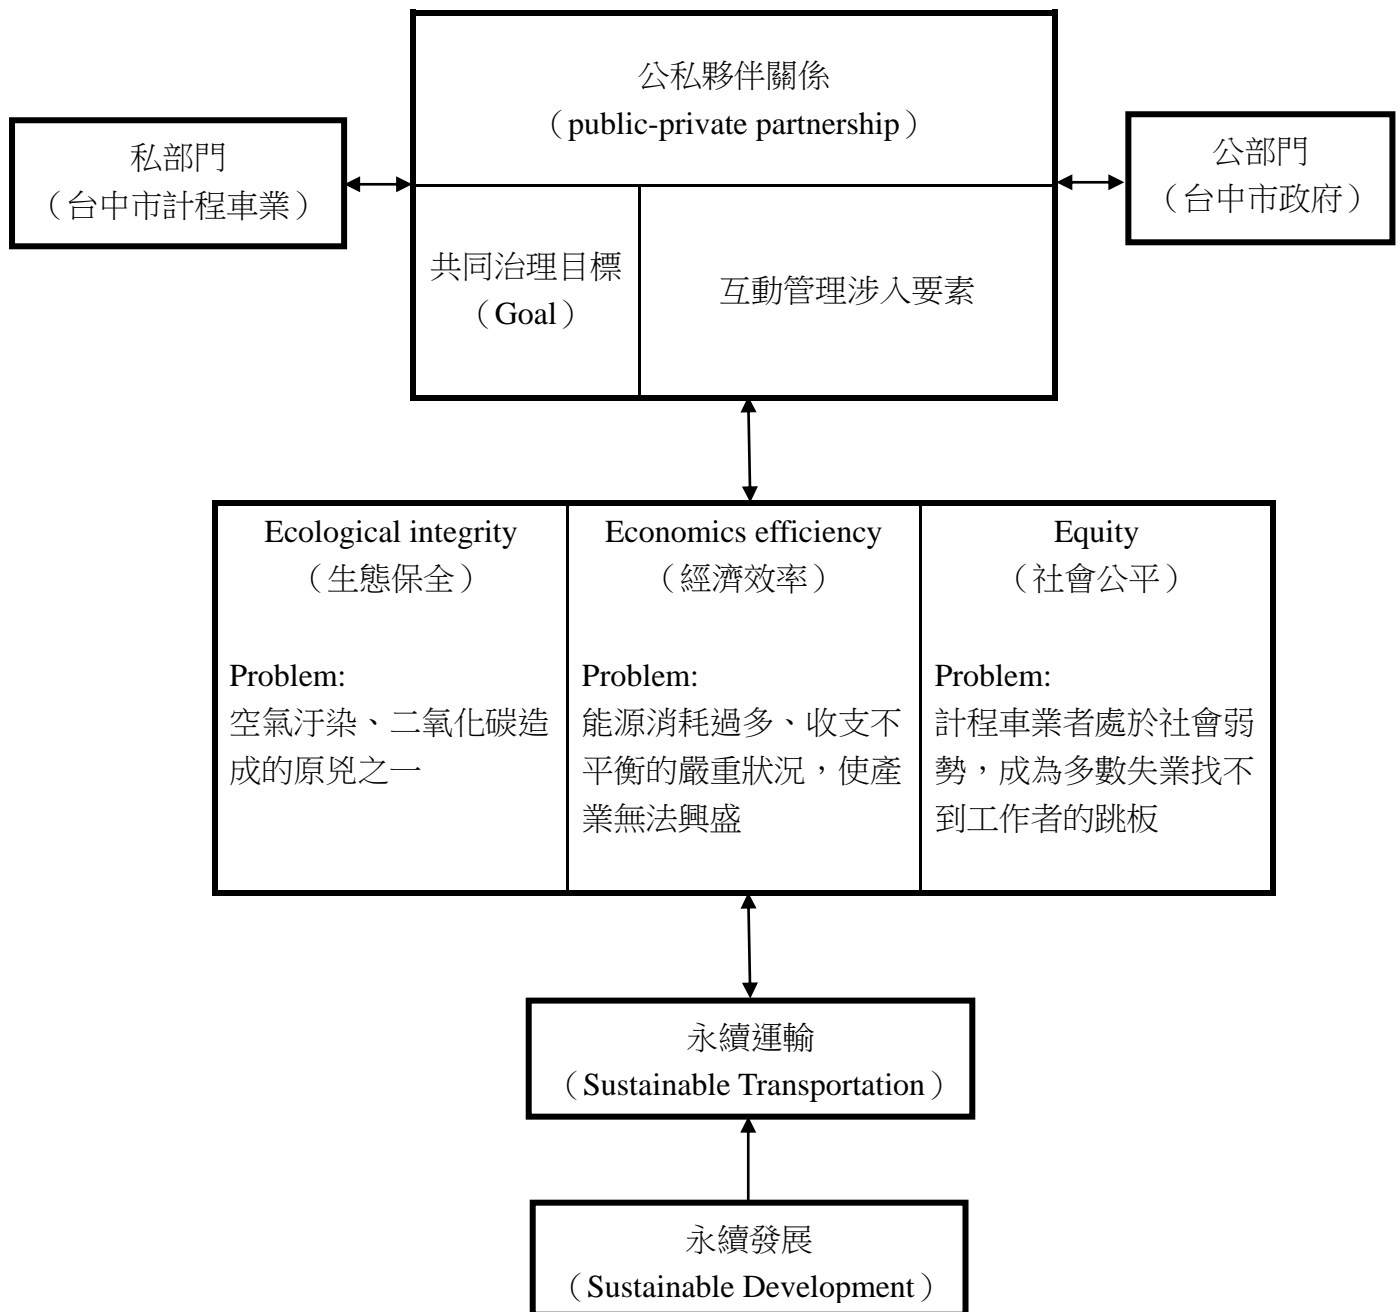 公私夥伴關係
（public-private partnership）
私部門
（台中市計程車業）
公部門
（台中市政府）
共同治理目標
（Goal）
互動管理涉入要素
Ecological integrity
（生態保全）
Problem:
空氣汙染、二氧化碳造
成的原兇之一
Economics efficiency
（經濟效率）
Problem:
能源消耗過多、收支不
平衡的嚴重狀況，使產
業無法興盛
Equity
（社會公平）
Problem:
計程車業者處於社會弱
勢，成為多數失業找不
到工作者的跳板
永續運輸
（Sustainable Transportation）
永續發展
（Sustainable Development）